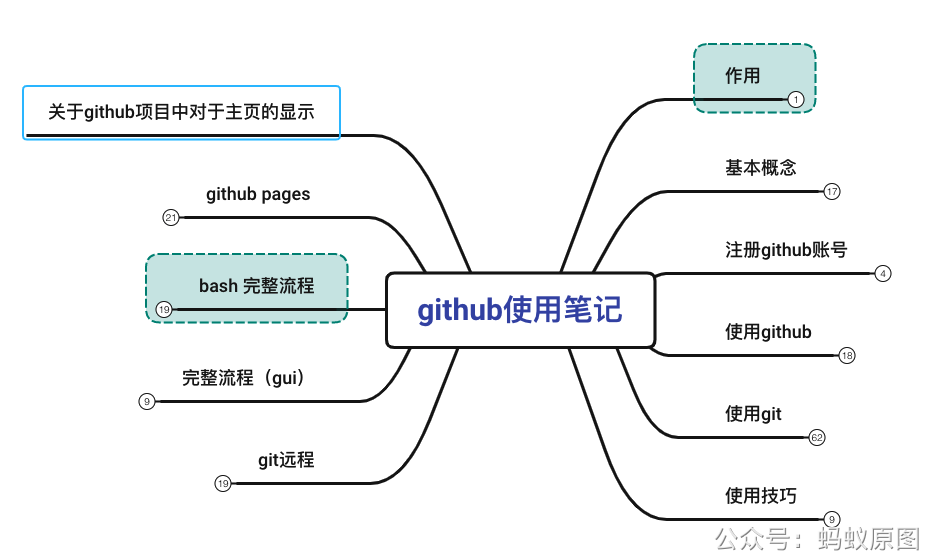 github使用笔记
作用
1
基本概念
17
注册github账号
4
使用github
18
使用git
62
使用技巧
9
关于github项目中对于主页的显示
github pages
21
bash 完整流程
19
完整流程（gui）
9
git远程
19
公众号：蚂蚁原图